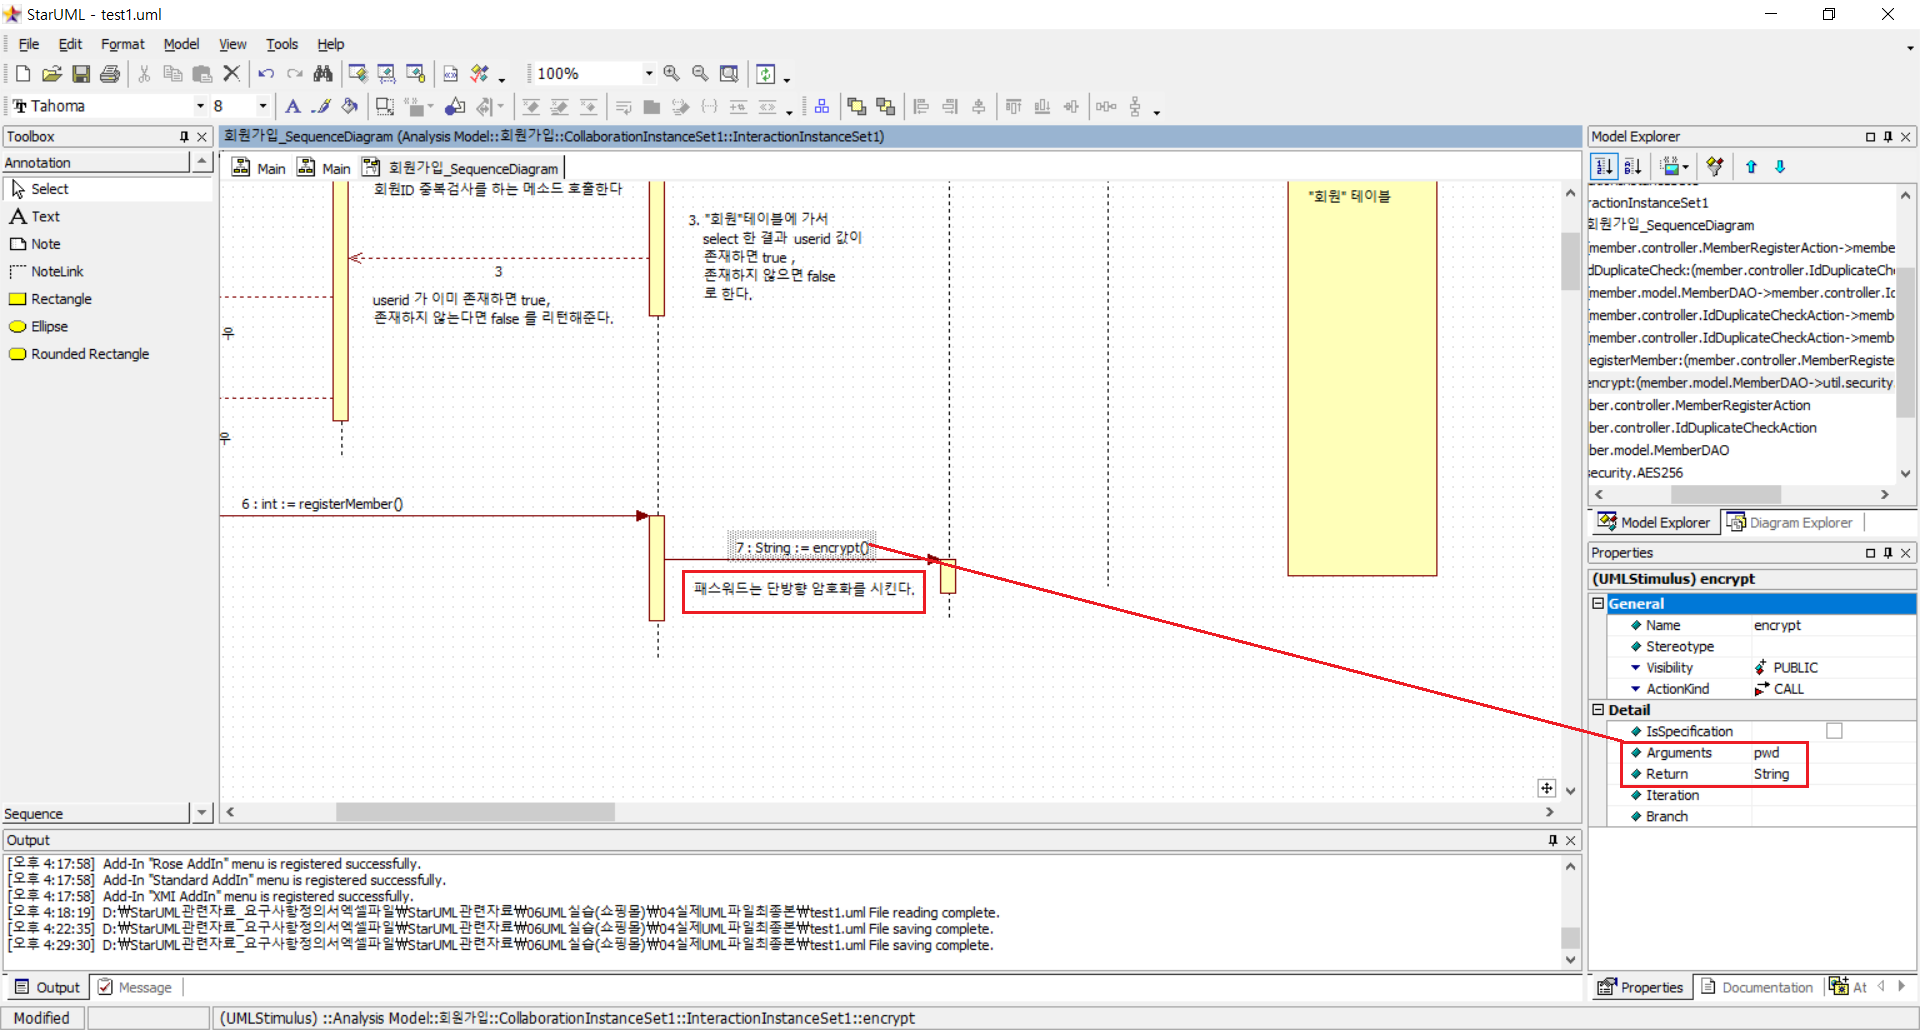 StarUML - test1.uml
File Edit Format Model View Tools Help
100%
Tahoma 8
Toolbox
Annotation
Select
Text
Note
NoteLink
Rectangle
Ellipse
Rounded Rectangle
Sequence
회원가입_SequenceDiagram (Analysis Model::회원가입::CollaborationInstanceSet1::InteractionInstanceSet1)
Main Main 회원가입_SequenceDiagram
회원ID 중복검사를 하는 메소드 호출한다
3. "회원"테이블에 가서
select 한 결과 userid 값이
존재하면 true ,
존재하지 않으면 false
로 한다.
3
userid 가 이미 존재하면 true,
존재하지 않는다면 false 를 리턴해준다.
우
우
"회원" 테이블
6 : int := registerMember()
7 : String := encrypt()
패스워드는 단방향 암호화를 시킨다.
Model Explorer
ractionInstanceSet1
회원가입_SequenceDiagram
(member.controller.MemberRegisterAction->membe
dDuplicateCheck:(member.controller.IdDuplicateCh
(member.model.MemberDAO->member.controller.Id
(member.controller.IdDuplicateCheckAction->memb
(member.controller.IdDuplicateCheckAction->memb
egisterMember:(member.controller.MemberRegiste
encrypt:(member.model.MemberDAO->util.security.
ber.controller.MemberRegisterAction
ber.controller.IdDuplicateCheckAction
ber.model.MemberDAO
security.AES256
Model Explorer Diagram Explorer
Properties
(UMLStimulus) encrypt
General
Name encrypt
Stereotype
Visibility PUBLIC
ActionKind CALL
Detail
IsSpecification
Arguments pwd
Return String
Iteration
Branch
Properties Documentation At
Output
[오후 4:17:58] Add-In "Rose AddIn" menu is registered successfully.
[오후 4:17:58] Add-In "Standard AddIn" menu is registered successfully.
[오후 4:17:58] Add-In "XMI AddIn" menu is registered successfully.
[오후 4:18:19] D:₩StarUML관련자료_요구사항정의서엑셀파일₩StarUML관련자료₩06UML실습(쇼핑몰)₩04실제UML파일최종본₩test1.uml File reading complete.
[오후 4:22:35] D:₩StarUML관련자료_요구사항정의서엑셀파일₩StarUML관련자료₩06UML실습(쇼핑몰)₩04실제UML파일최종본₩test1.uml File saving complete.
[오후 4:29:30] D:₩StarUML관련자료_요구사항정의서엑셀파일₩StarUML관련자료₩06UML실습(쇼핑몰)₩04실제UML파일최종본₩test1.uml File saving complete.
Output Message
Modified
(UMLStimulus) ::Analysis Model::회원가입::CollaborationInstanceSet1::InteractionInstanceSet1::encrypt